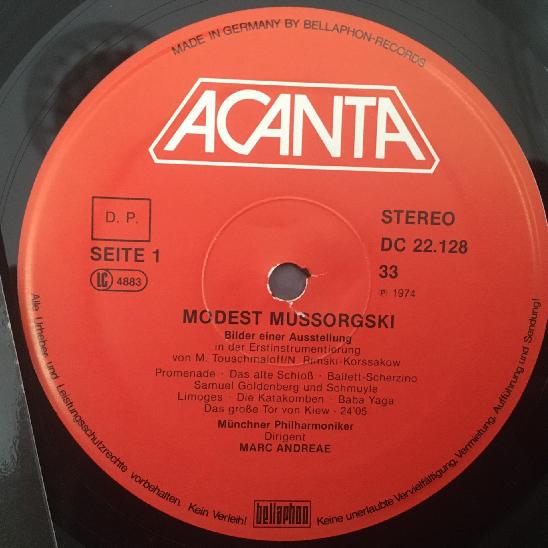 MADE IN GERMANY BY BELLAPHON-RECORDS
ACANTA
D. P.
SEITE 1
LC 4883
STEREO
DC 22.128
33
℗ 1974
MODEST MUSSORGSKI
Bilder einer Ausstellung
in der Erstinstrumentierung
von M. Touschmaloff/N. Rimski-Korssakow
Promenade · Das alte Schloß · Ballett-Scherzino
Samuel Goldenberg und Schmuyle
Limoges · Die Katakomben · Baba Yaga
Das große Tor von Kiew - 24'05
Münchner Philharmoniker
Dirigent
MARC ANDREAE
Alle Urheber- und Leistungsschutzrechte vorbehalten. Kein Verleih! Keine unerlaubte Vervielfältigung, Vermietung, Aufführung und Sendung!
bellaphon